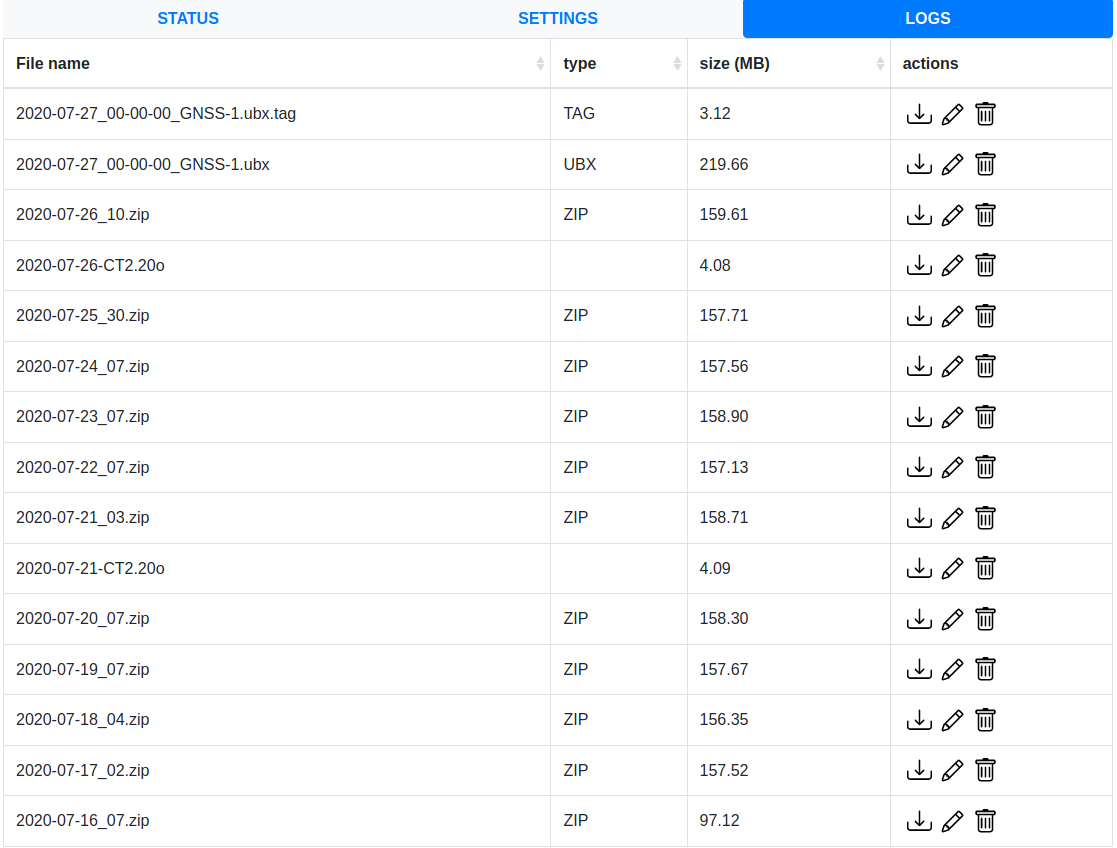 STATUS SETTINGS LOGS
File name type size (MB) actions
2020-07-27_00-00-00_GNSS-1.ubx.tag TAG 3.12
2020-07-27_00-00-00_GNSS-1.ubx UBX 219.66
2020-07-26_10.zip ZIP 159.61
2020-07-26-CT2.20o 4.08
2020-07-25_30.zip ZIP 157.71
2020-07-24_07.zip ZIP 157.56
2020-07-23_07.zip ZIP 158.90
2020-07-22_07.zip ZIP 157.13
2020-07-21_03.zip ZIP 158.71
2020-07-21-CT2.20o 4.09
2020-07-20_07.zip ZIP 158.30
2020-07-19_07.zip ZIP 157.67
2020-07-18_04.zip ZIP 156.35
2020-07-17_02.zip ZIP 157.52
2020-07-16_07.zip ZIP 97.12